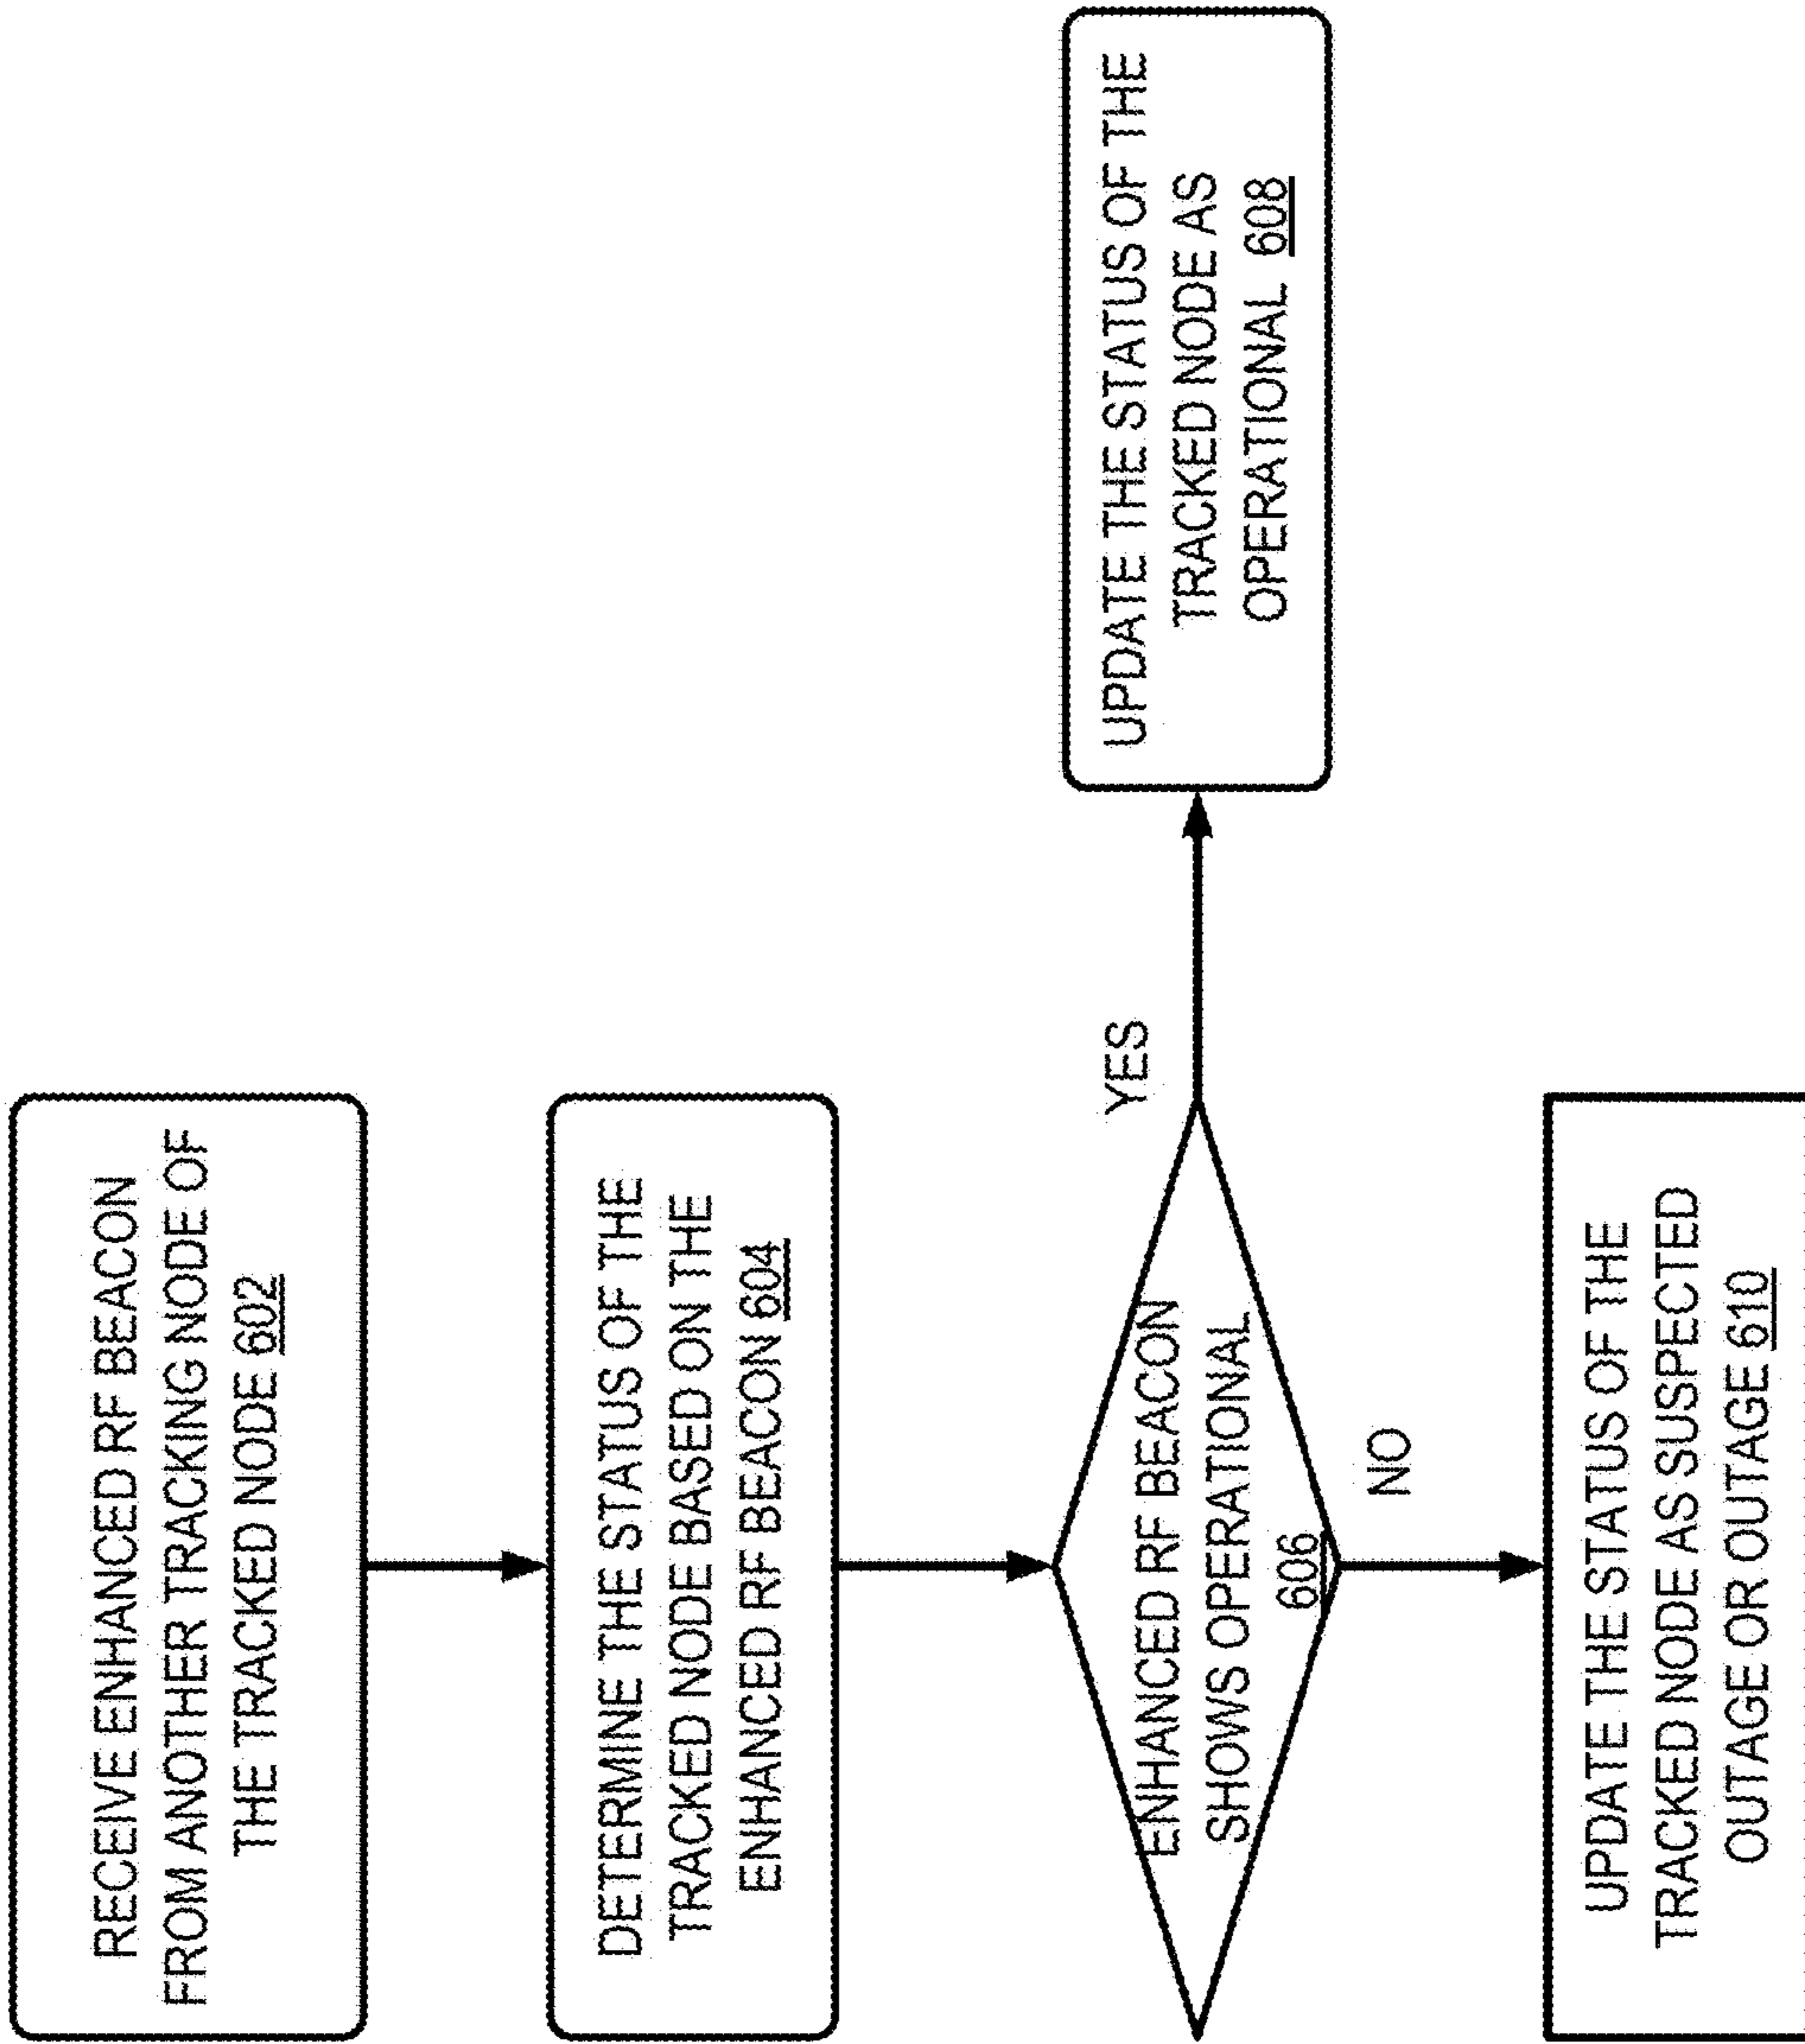 RECEIVE ENHANCED RF BEACON
FROM ANOTHER TRACKING NODE OF
THE TRACKED NODE 602
DETERMINE THE STATUS OF THE
TRACKED NODE BASED ON THE
ENHANCED RF BEACON 604
ENHANCED RF BEACON
SHOWS OPERATIONAL
606
YES
UPDATE THE STATUS OF THE
TRACKED NODE AS
OPERATIONAL 608
NO
UPDATE THE STATUS OF THE
TRACKED NODE AS SUSPECTED
OUTAGE OR OUTAGE 610